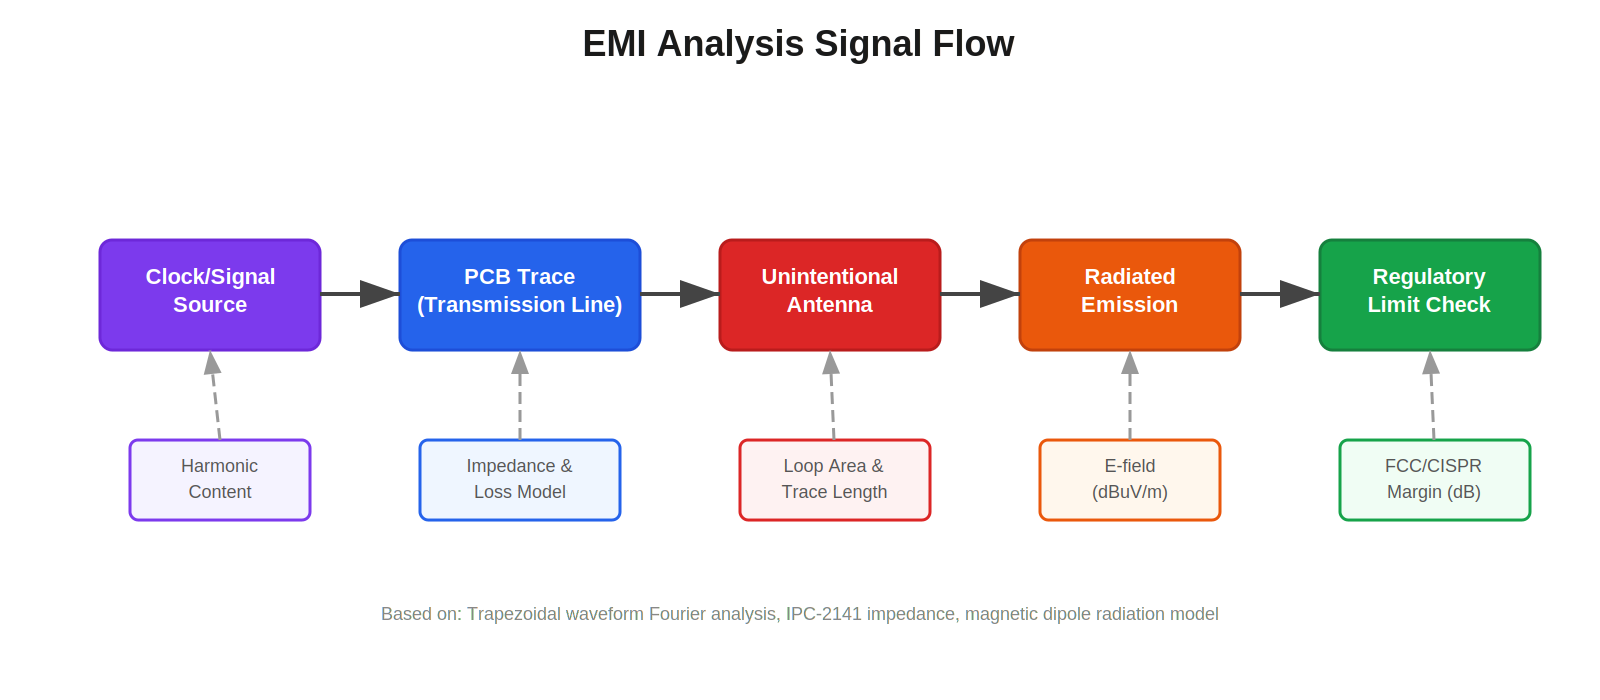 EMI Analysis Signal Flow
Clock/Signal
Source
PCB Trace
(Transmission Line)
Unintentional
Antenna
Radiated
Emission
Regulatory
Limit Check
Harmonic
Content
Impedance &
Loss Model
Loop Area &
Trace Length
E-field
(dBuV/m)
FCC/CISPR
Margin (dB)
Based on: Trapezoidal waveform Fourier analysis, IPC-2141 impedance, magnetic dipole radiation model